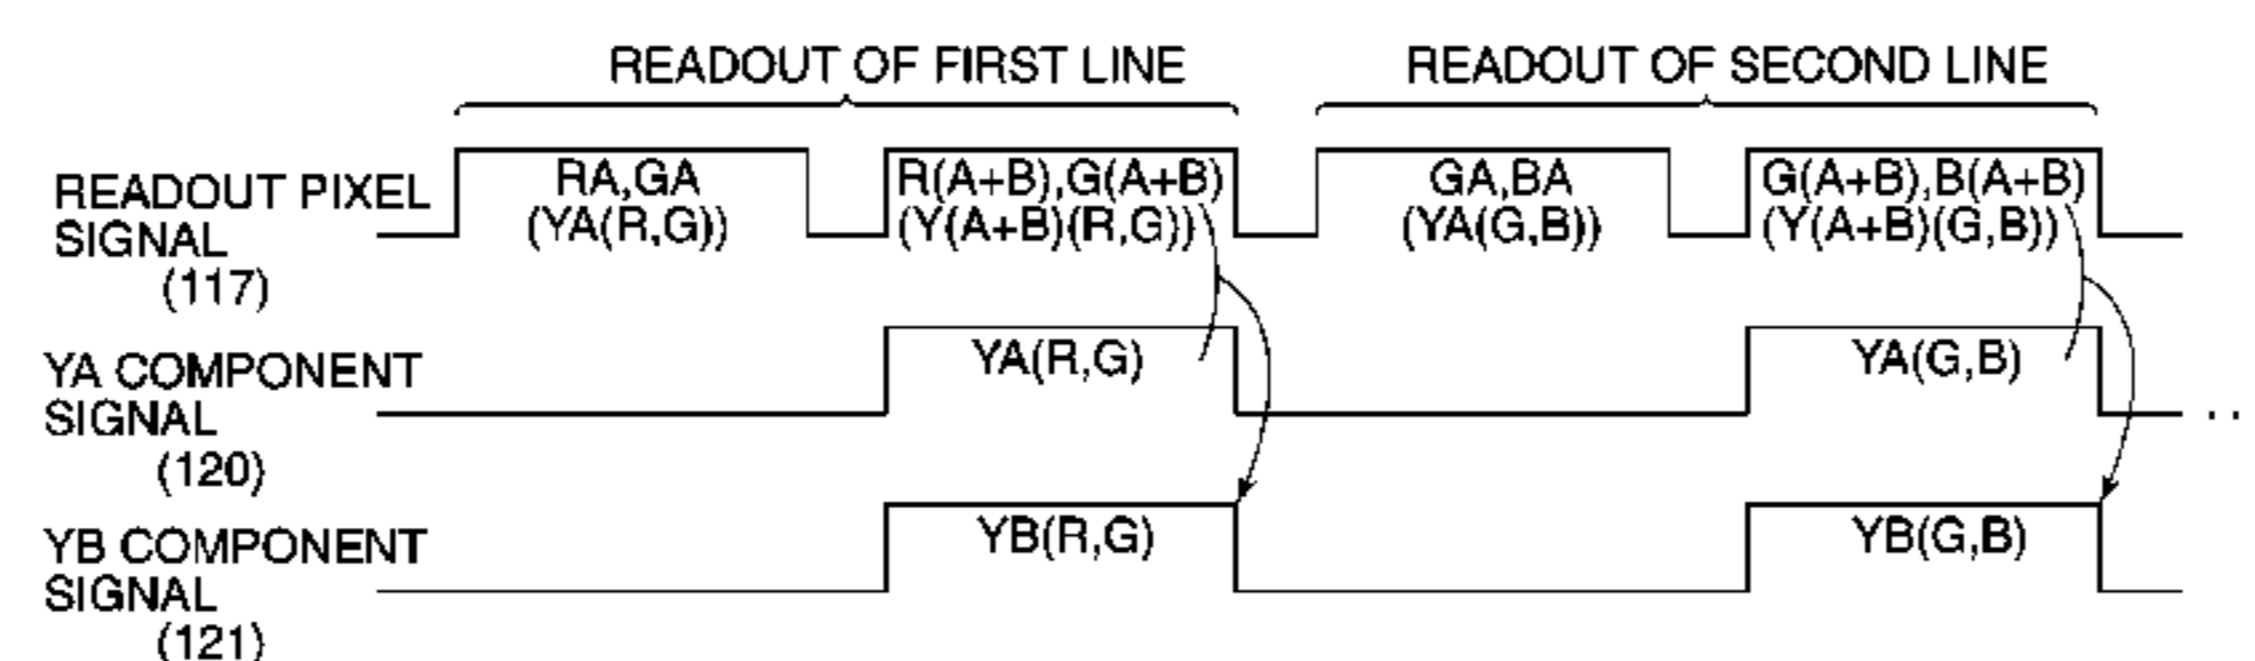 READOUT OF FIRST LINE
READOUT OF SECOND LINE
READOUT PIXEL
SIGNAL
(117)
RA,GA
(YA(R,G))
R(A+B),G(A+B)
(Y(A+B)(R,G))
GA,BA
(YA(G,B))
G(A+B),B(A+B)
(Y(A+B)(G,B))
YA COMPONENT
SIGNAL
(120)
YA(R,G)
YA(G,B)
. .
YB COMPONENT
SIGNAL
(121)
YB(R,G)
YB(G,B)